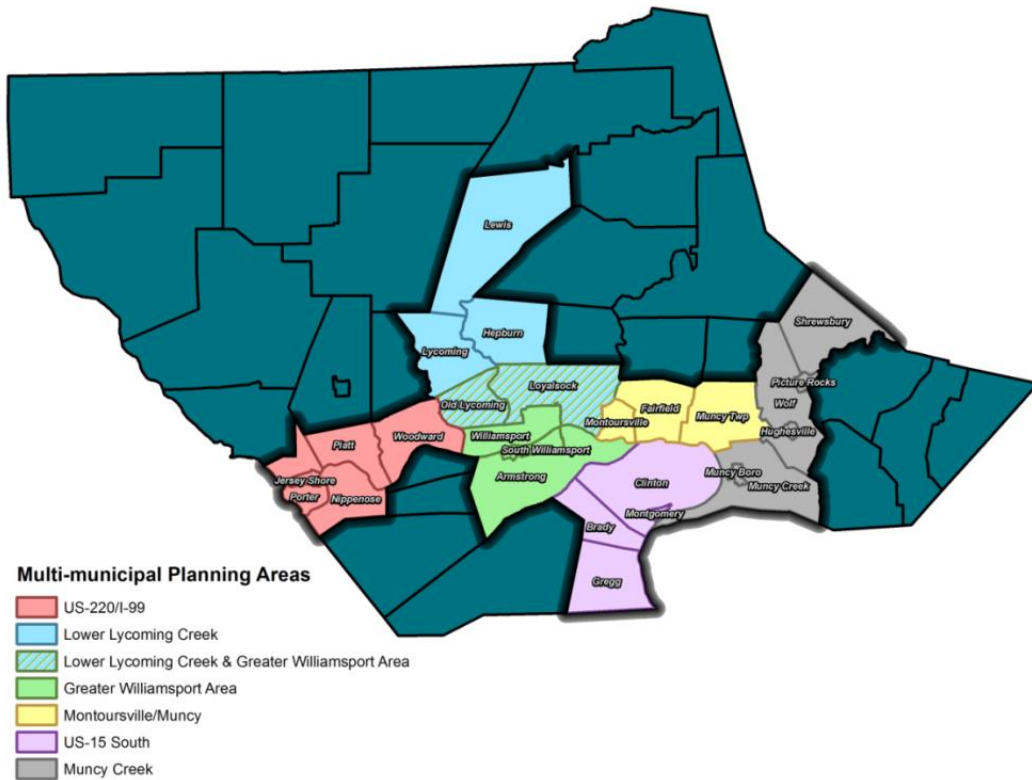 Lewis
Shrewsbury
Hepburn
Lycoming
Picture Rocks
Loyalsock
Wolf
Old Lycoming
Fairfield
Muncy Twp
Montoursville
Hughesville
Woodward
Williamsport
Piatt
South Williamsport
Muncy Boro
Armstrong
Clinton
Jersey Shore
Muncy Creek
Porter
Nippenose
Montgomery
Brady
Gregg
Multi-municipal Planning Areas
US-220/I-99
Lower Lycoming Creek
Lower Lycoming Creek & Greater Williamsport Area
Greater Williamsport Area
Montoursville/Muncy
US-15 South
Muncy Creek